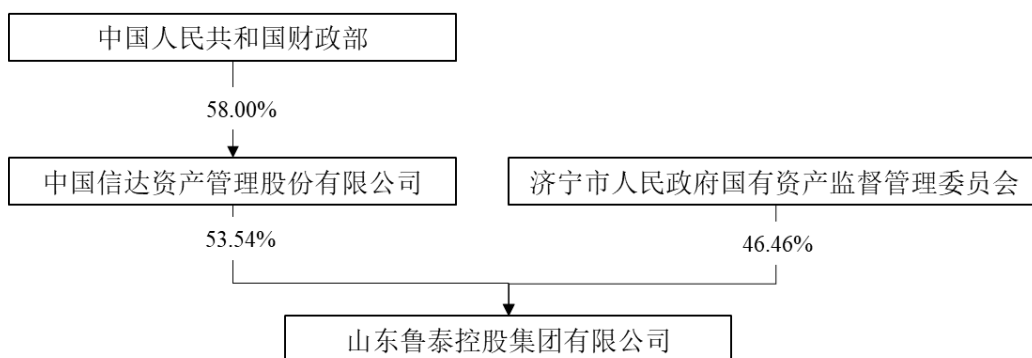 中国人民共和国财政部
58.00%
中国信达资产管理股份有限公司
济宁市人民政府国有资产监督管理委员会
53.54%
46.46%
山东鲁泰控股集团有限公司